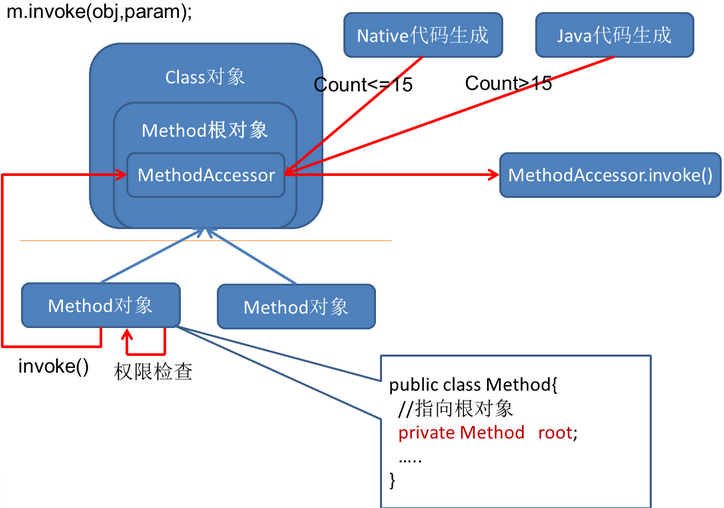 m.invoke(obj,param);
Native代码生成
Java代码生成
Class对象
Count<=15
Count>15
Method根对象
MethodAccessor
MethodAccessor.invoke()
Method对象
Method对象
invoke()
权限检查
public class Method{
//指向根对象
private Method root;
…..
}